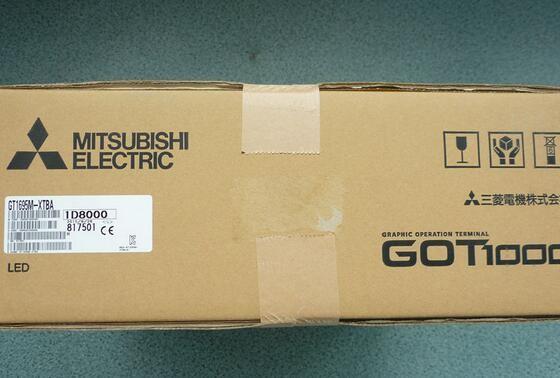 MITSUBISHI
ELECTRIC
GT1695M-XTBA
1D8000
817501 CE
LED
三菱電機株式会
GRAPHIC OPERATION TERMINAL
GOT1000